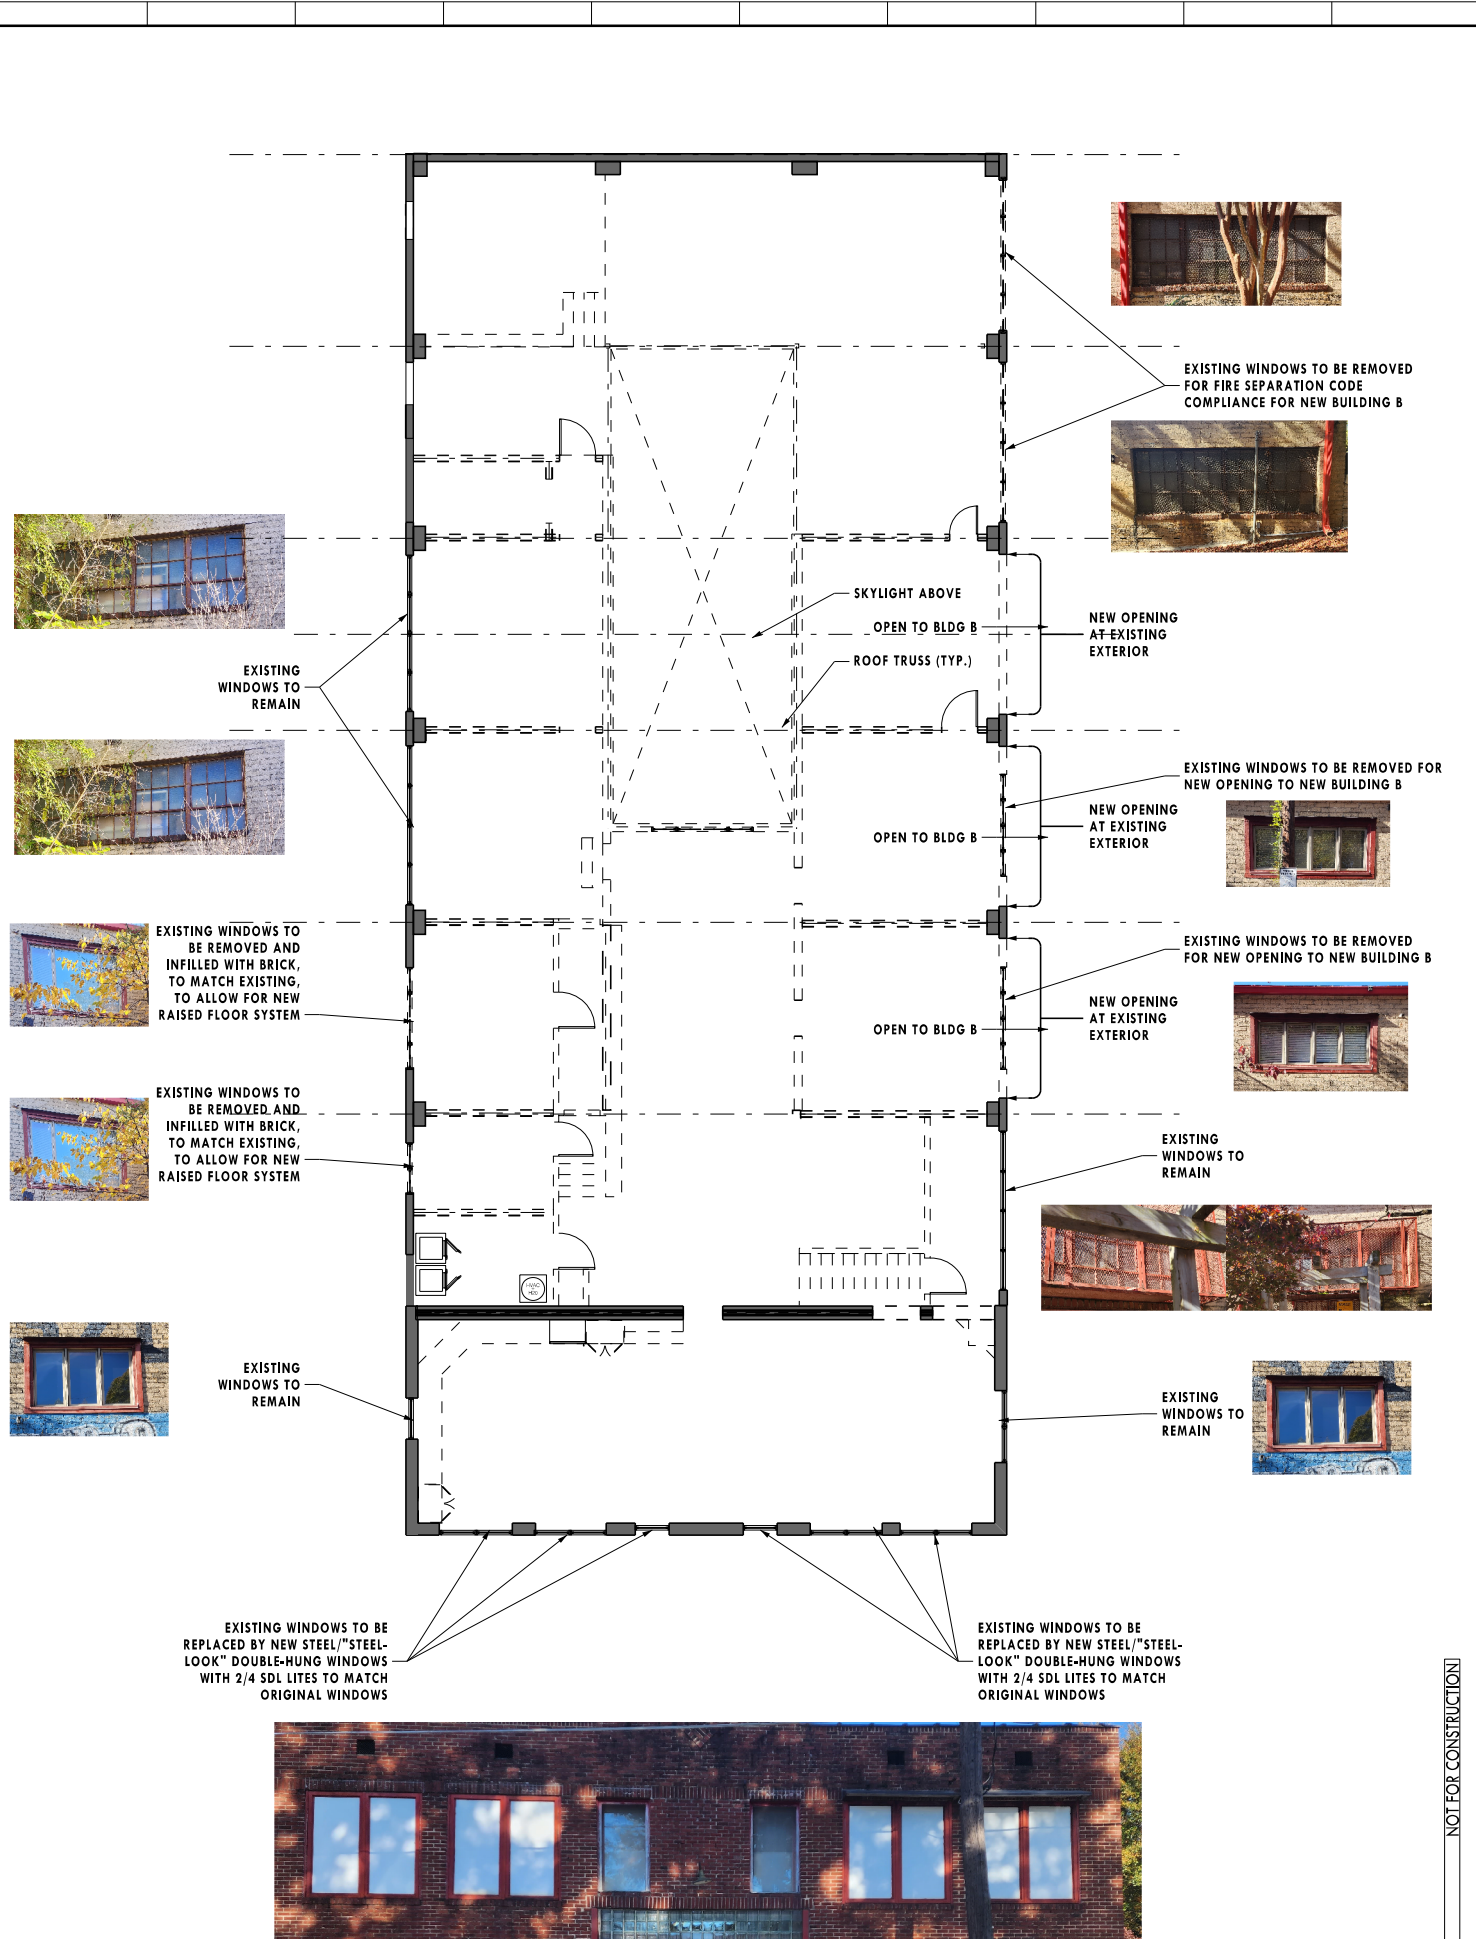 EXISTING WINDOWS TO BE REMOVED
FOR FIRE SEPARATION CODE
COMPLIANCE FOR NEW BUILDING B
SKYLIGHT ABOVE
OPEN TO BLDG B
NEW OPENING
AT EXISTING
EXTERIOR
ROOF TRUSS (TYP.)
EXISTING
WINDOWS TO
REMAIN
EXISTING WINDOWS TO BE REMOVED FOR
NEW OPENING TO NEW BUILDING B
NEW OPENING
AT EXISTING
EXTERIOR
OPEN TO BLDG B
EXISTING WINDOWS TO
BE REMOVED AND
INFILLED WITH BRICK,
TO MATCH EXISTING,
TO ALLOW FOR NEW
RAISED FLOOR SYSTEM
EXISTING WINDOWS TO BE REMOVED
FOR NEW OPENING TO NEW BUILDING B
NEW OPENING
AT EXISTING
EXTERIOR
OPEN TO BLDG B
EXISTING WINDOWS TO
BE REMOVED AND
INFILLED WITH BRICK,
TO MATCH EXISTING,
TO ALLOW FOR NEW
RAISED FLOOR SYSTEM
EXISTING
WINDOWS TO
REMAIN
HVAC
H2O
EXISTING
WINDOWS TO
REMAIN
EXISTING
WINDOWS TO
REMAIN
EXISTING WINDOWS TO BE
REPLACED BY NEW STEEL/"STEEL-
LOOK" DOUBLE-HUNG WINDOWS
WITH 2/4 SDL LITES TO MATCH
ORIGINAL WINDOWS
EXISTING WINDOWS TO BE
REPLACED BY NEW STEEL/"STEEL-
LOOK" DOUBLE-HUNG WINDOWS
WITH 2/4 SDL LITES TO MATCH
ORIGINAL WINDOWS
NOT FOR CONSTRUCTION